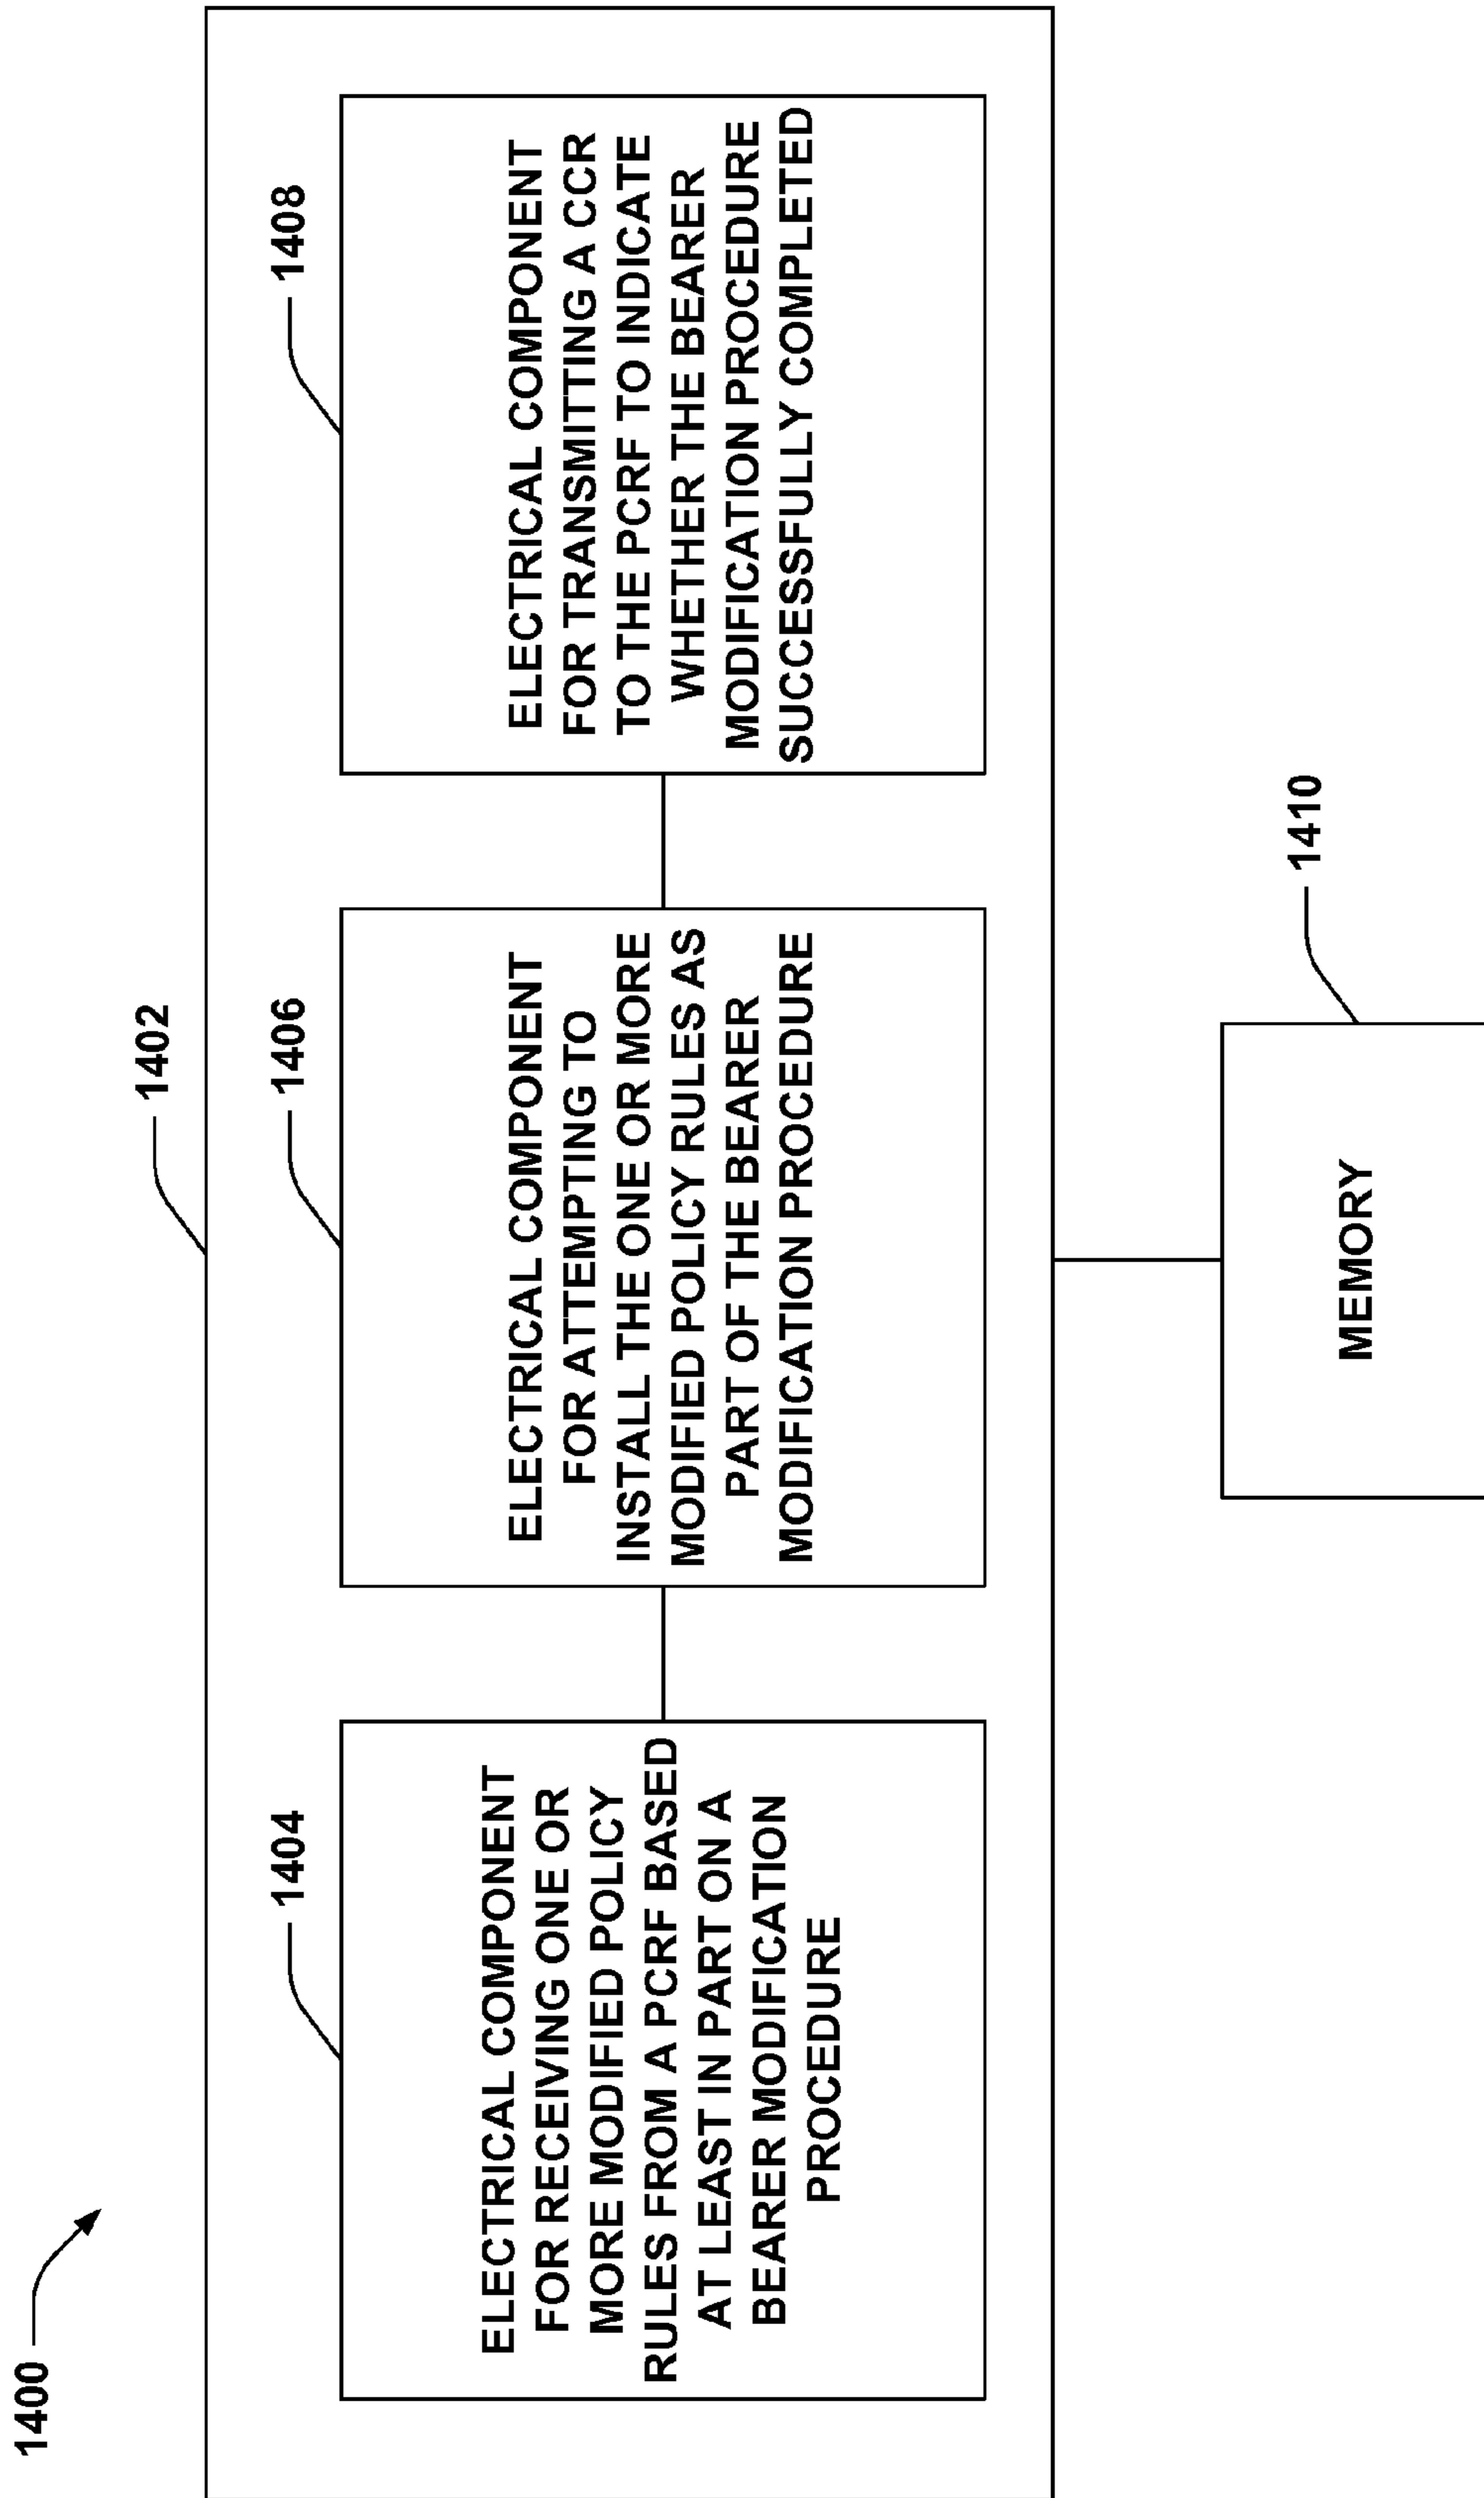 1400
1402
1404
ELECTRICAL COMPONENT
FOR RECEIVING ONE OR
MORE MODIFIED POLICY
RULES FROM A PCRF BASED
AT LEAST IN PART ON A
BEARER MODIFICATION
PROCEDURE
1406
ELECTRICAL COMPONENT
FOR ATTEMPTING TO
INSTALL THE ONE OR MORE
MODIFIED POLICY RULES AS
PART OF THE BEARER
MODIFICATION PROCEDURE
1408
ELECTRICAL COMPONENT
FOR TRANSMITTING A CCR
TO THE PCRF TO INDICATE
WHETHER THE BEARER
MODIFICATION PROCEDURE
SUCCESSFULLY COMPLETED
1410
MEMORY